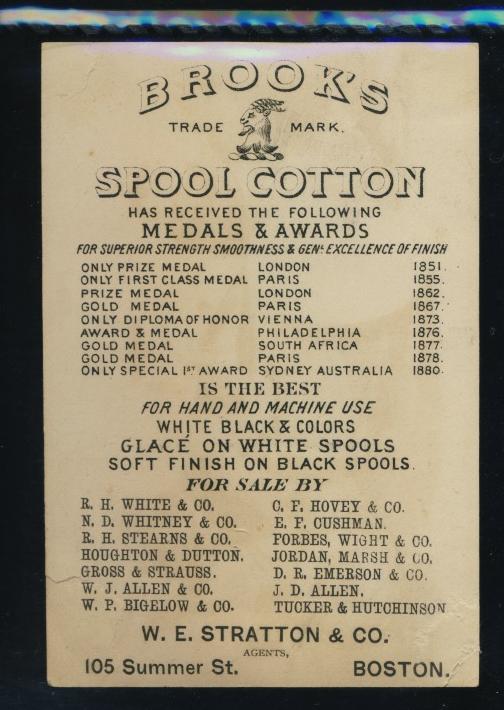 BROOK'S
TRADE MARK.
SPOOL COTTON
HAS RECEIVED THE FOLLOWING
MEDALS & AWARDS
FOR SUPERIOR STRENGTH SMOOTHNESS & GENL EXCELLENCE OF FINISH
ONLY PRIZE MEDAL LONDON 1851.
ONLY FIRST CLASS MEDAL PARIS 1855.
PRIZE MEDAL LONDON 1862.
GOLD MEDAL PARIS 1867.
ONLY DIPLOMA OF HONOR VIENNA 1873.
AWARD & MEDAL PHILADELPHIA 1876.
GOLD MEDAL SOUTH AFRICA 1877.
GOLD MEDAL PARIS 1878.
ONLY SPECIAL 1ST AWARD SYDNEY AUSTRALIA 1880.
IS THE BEST
FOR HAND AND MACHINE USE
WHITE BLACK & COLORS
GLACÉ ON WHITE SPOOLS
SOFT FINISH ON BLACK SPOOLS.
FOR SALE BY
R. H. WHITE & CO. C. F. HOVEY & CO.
N. D. WHITNEY & CO. E. F. CUSHMAN.
R. H. STEARNS & CO. FORBES, WIGHT & CO.
HOUGHTON & DUTTON. JORDAN, MARSH & CO.
GROSS & STRAUSS. D. R. EMERSON & CO.
W. J. ALLEN & CO. J. D. ALLEN,
W. P. BIGELOW & CO. TUCKER & HUTCHINSON
W. E. STRATTON & CO.
AGENTS,
105 Summer St. BOSTON.